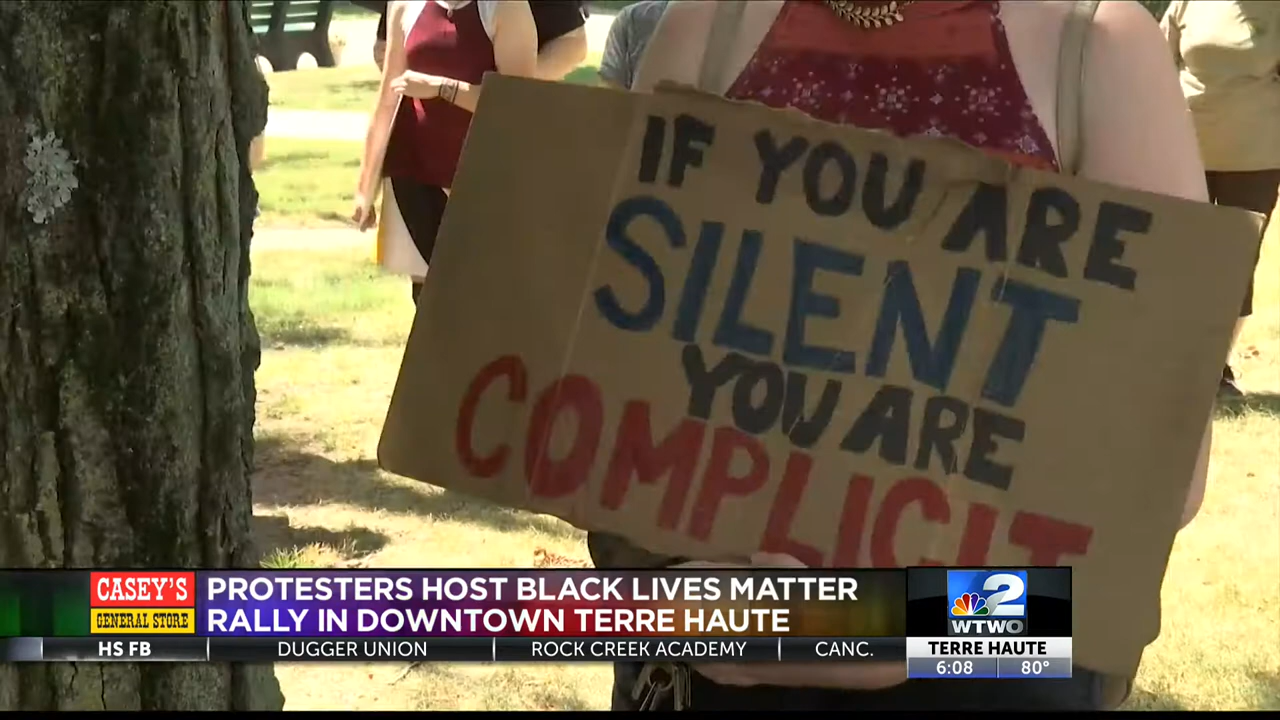 IF YOU ARE
SILENT
YOU ARE
COMPLICIT
CASEY'S
GENERAL STORE
PROTESTERS HOST BLACK LIVES MATTER
RALLY IN DOWNTOWN TERRE HAUTE
2
WTWO
TERRE HAUTE
6:08 80°
HS FB DUGGER UNION ROCK CREEK ACADEMY CANC.